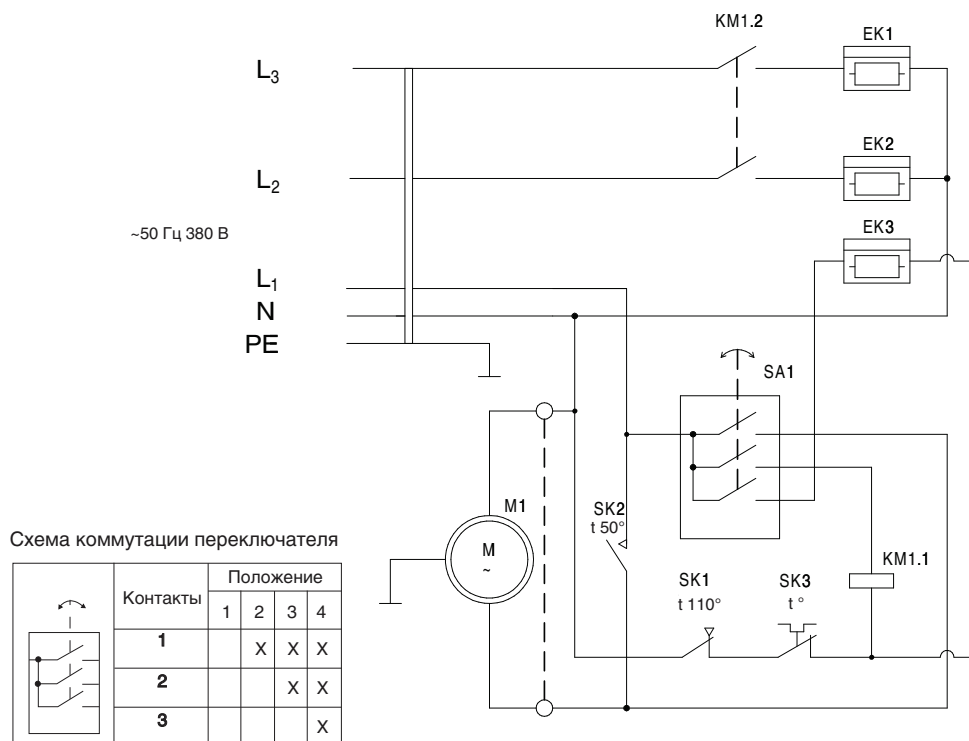 KM1.2
EK1
L₃
EK2
L₂
EK3
~50 Гц 380 В
L₁
N
PE
SA1
M1
SK2
t 50°
M
~
KM1.1
SK1
t 110°
SK3
t °
Схема коммутации переключателя
Контакты Положение
1 2 3 4
1 X X X
2 X X
3 X